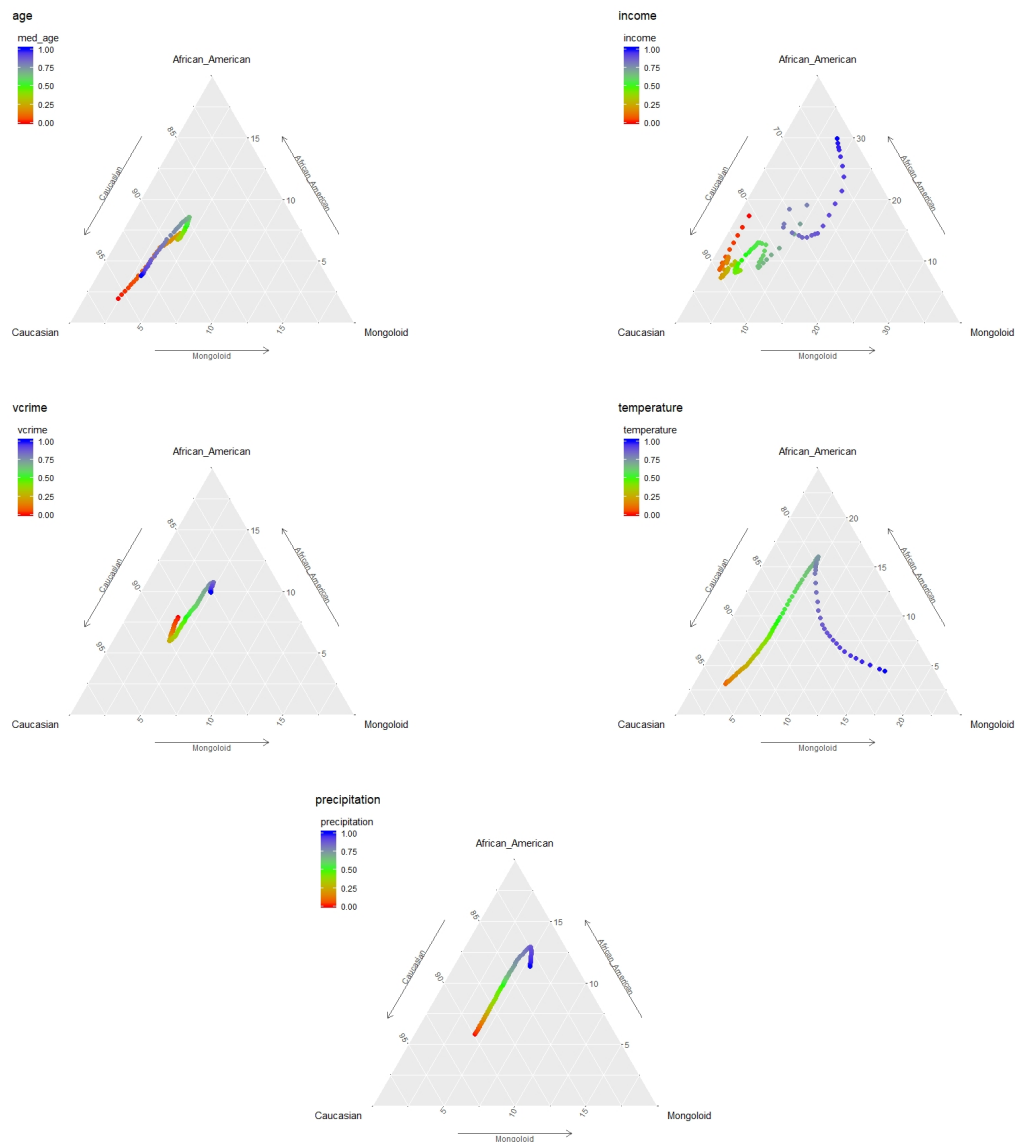 age
med_age
1.00
0.75
0.50
0.25
0.00
African_American
85
90
95
15
10
5
Caucasian
African_American
Caucasian
Mongoloid
5
10
15
Mongoloid
income
income
1.00
0.75
0.50
0.25
0.00
African_American
70
80
90
30
20
10
Caucasian
African_American
Caucasian
Mongoloid
10
20
30
Mongoloid
vcrime
vcrime
1.00
0.75
0.50
0.25
0.00
African_American
85
90
95
15
10
5
Caucasian
African_American
Caucasian
Mongoloid
5
10
15
Mongoloid
temperature
temperature
1.00
0.75
0.50
0.25
0.00
African_American
80
85
90
95
20
15
10
5
Caucasian
African_American
Caucasian
Mongoloid
5
10
15
20
Mongoloid
precipitation
precipitation
1.00
0.75
0.50
0.25
0.00
African_American
85
90
95
15
10
5
Caucasian
African_American
Caucasian
Mongoloid
5
10
15
Mongoloid